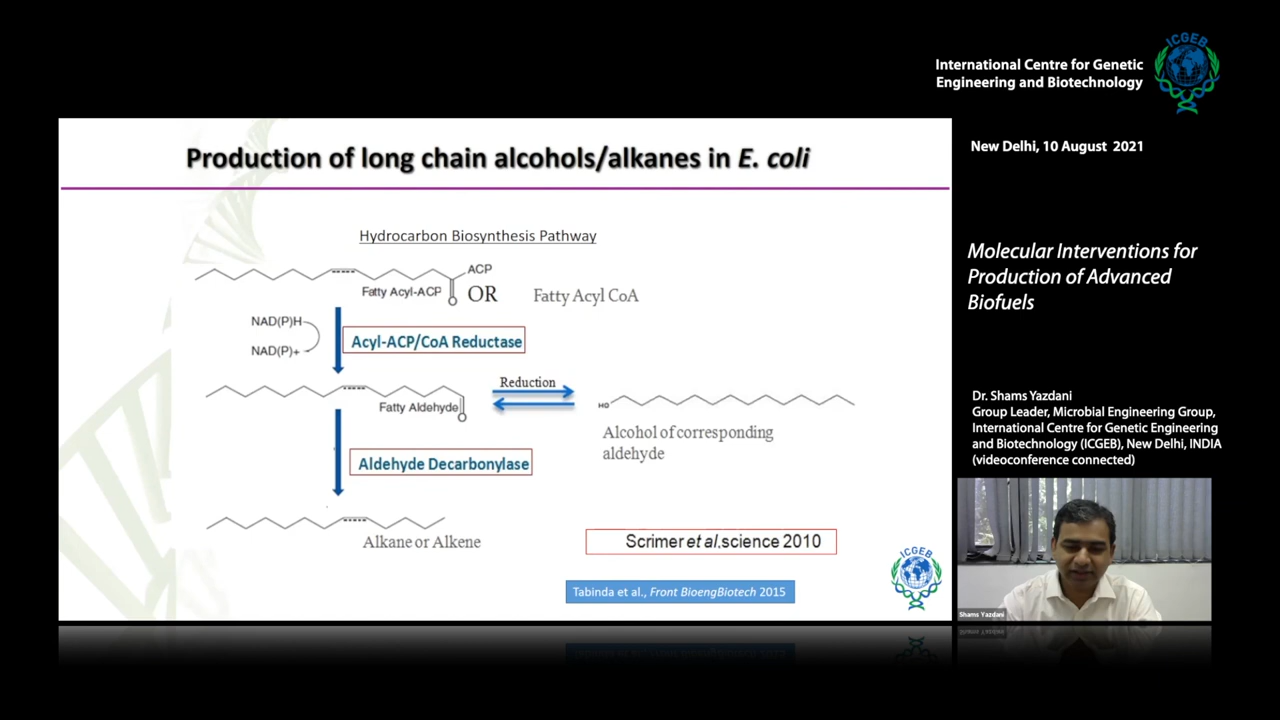 ICGEB
International Centre for Genetic
Engineering and Biotechnology
New Delhi, 10 August 2021
Production of long chain alcohols/alkanes in E. coli
Hydrocarbon Biosynthesis Pathway
ACP
Fatty Acyl-ACP
O
OR
Fatty Acyl CoA
NAD(P)H
NAD(P)+
Acyl-ACP/CoA Reductase
Reduction
Fatty Aldehyde
O
HO
Alcohol of corresponding
aldehyde
Aldehyde Decarbonylase
Alkane or Alkene
Scrimer et al,science 2010
Tabinda et al., Front BioengBiotech 2015
ICGEB
Molecular Interventions for
Production of Advanced
Biofuels
Dr. Shams Yazdani
Group Leader, Microbial Engineering Group,
International Centre for Genetic Engineering
and Biotechnology (ICGEB), New Delhi, INDIA
(videoconference connected)
Shams Yazdani